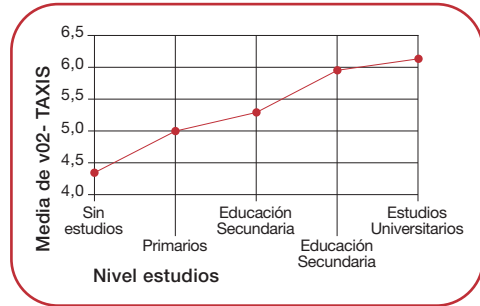 Media de v02- TAXIS
6,5
6,0
5,5
5,0
4,5
4,0
Sin
estudios
Primarios
Educación
Secundaria
Educación
Secundaria
Estudios
Universitarios
Nivel estudios